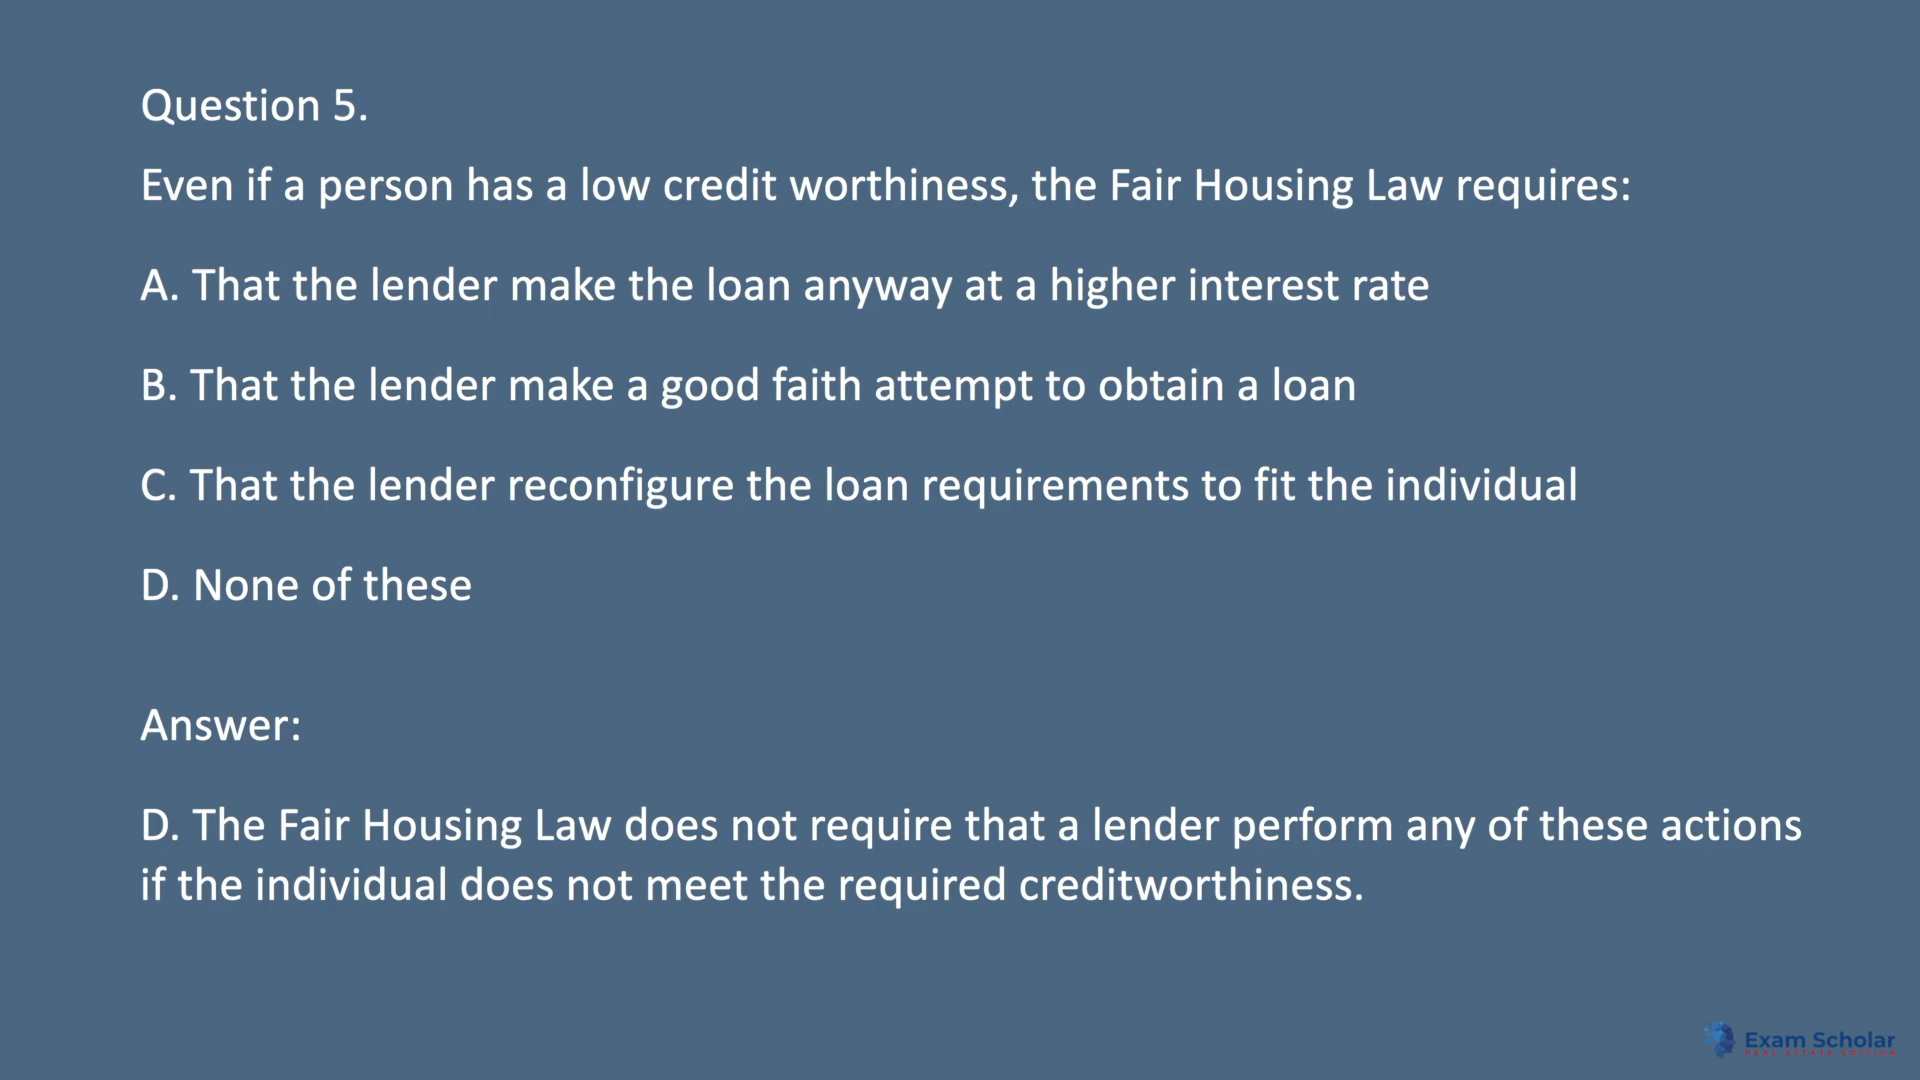 Question 5.
Even if a person has a low credit worthiness, the Fair Housing Law requires:
A. That the lender make the loan anyway at a higher interest rate
B. That the lender make a good faith attempt to obtain a loan
C. That the lender reconfigure the loan requirements to fit the individual
D. None of these
Answer:
D. The Fair Housing Law does not require that a lender perform any of these actions
if the individual does not meet the required creditworthiness.
Exam Scholar
REAL ESTATE EDITION